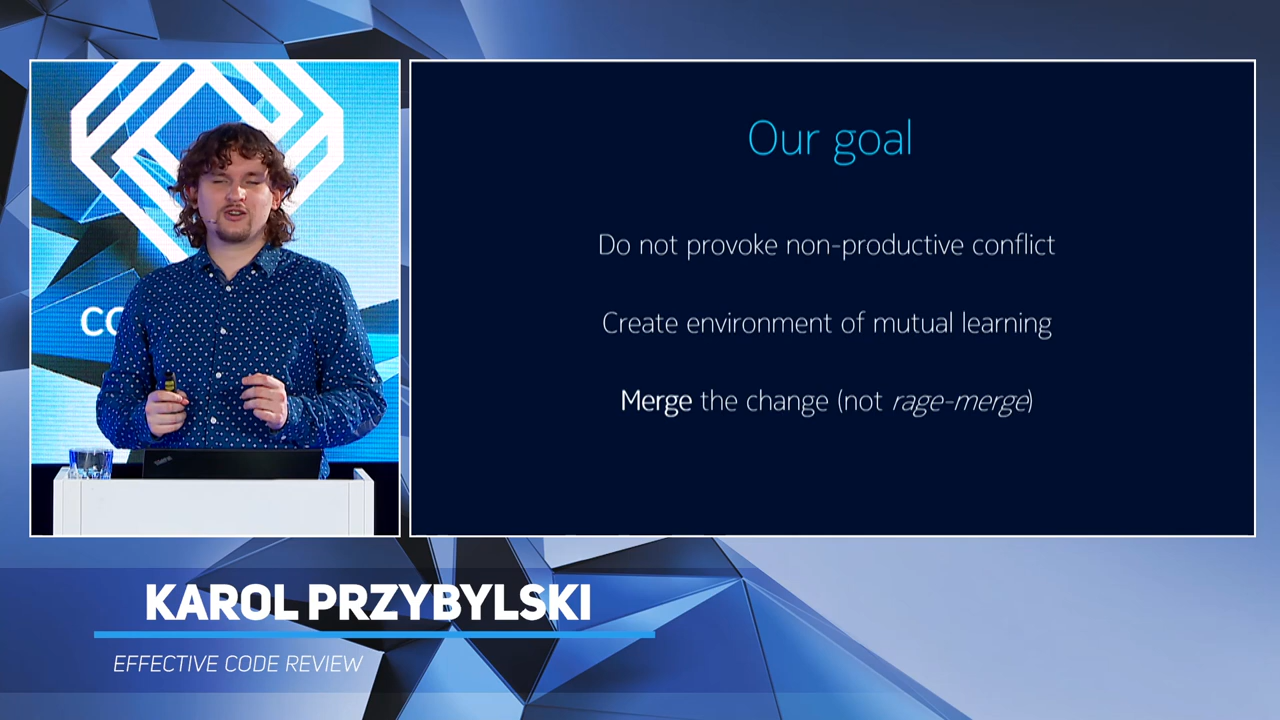 CO
Our goal
Do not provoke non-productive conflict
Create environment of mutual learning
Merge the change (not rage-merge)
KAROL PRZYBYLSKI
EFFECTIVE CODE REVIEW